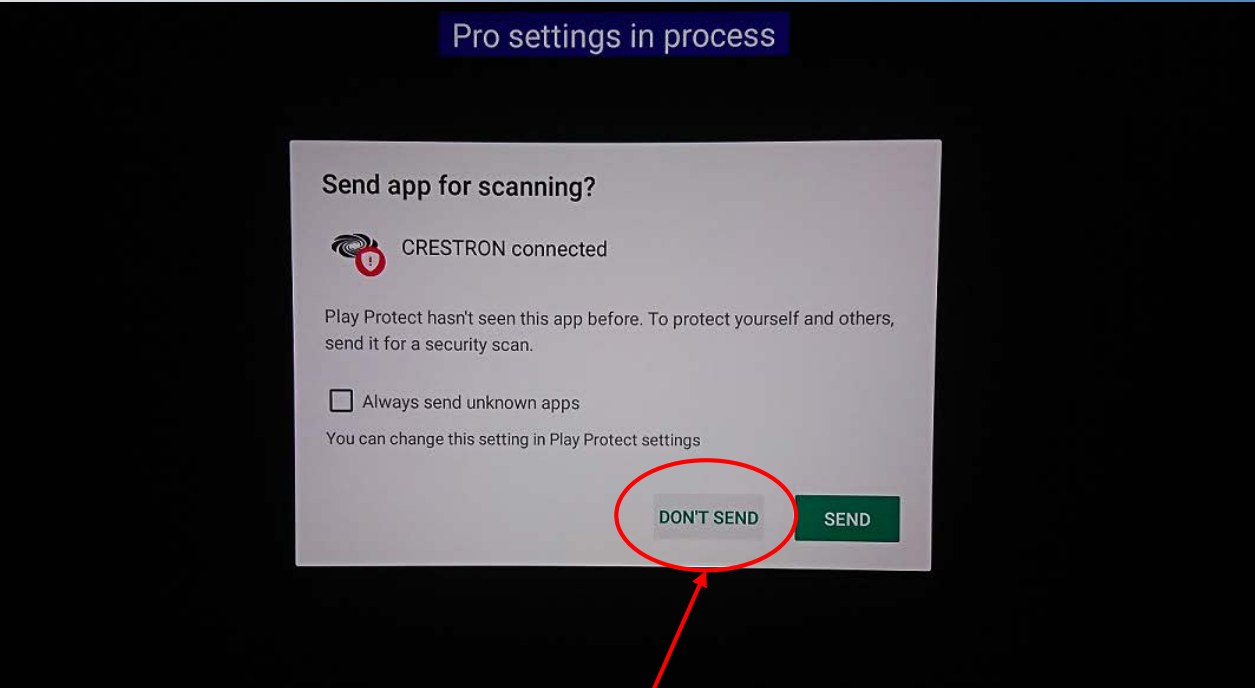 Pro settings in process
Send app for scanning?
CRESTRON connected
Play Protect hasn't seen this app before. To protect yourself and others,
send it for a security scan.
Always send unknown apps
You can change this setting in Play Protect settings
DON'T SEND
SEND